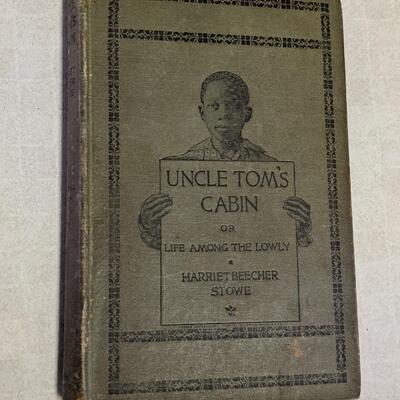 UNCLE TOM'S
CABIN
OR
LIFE AMONG THE LOWLY
HARRIET BEECHER
STOWE